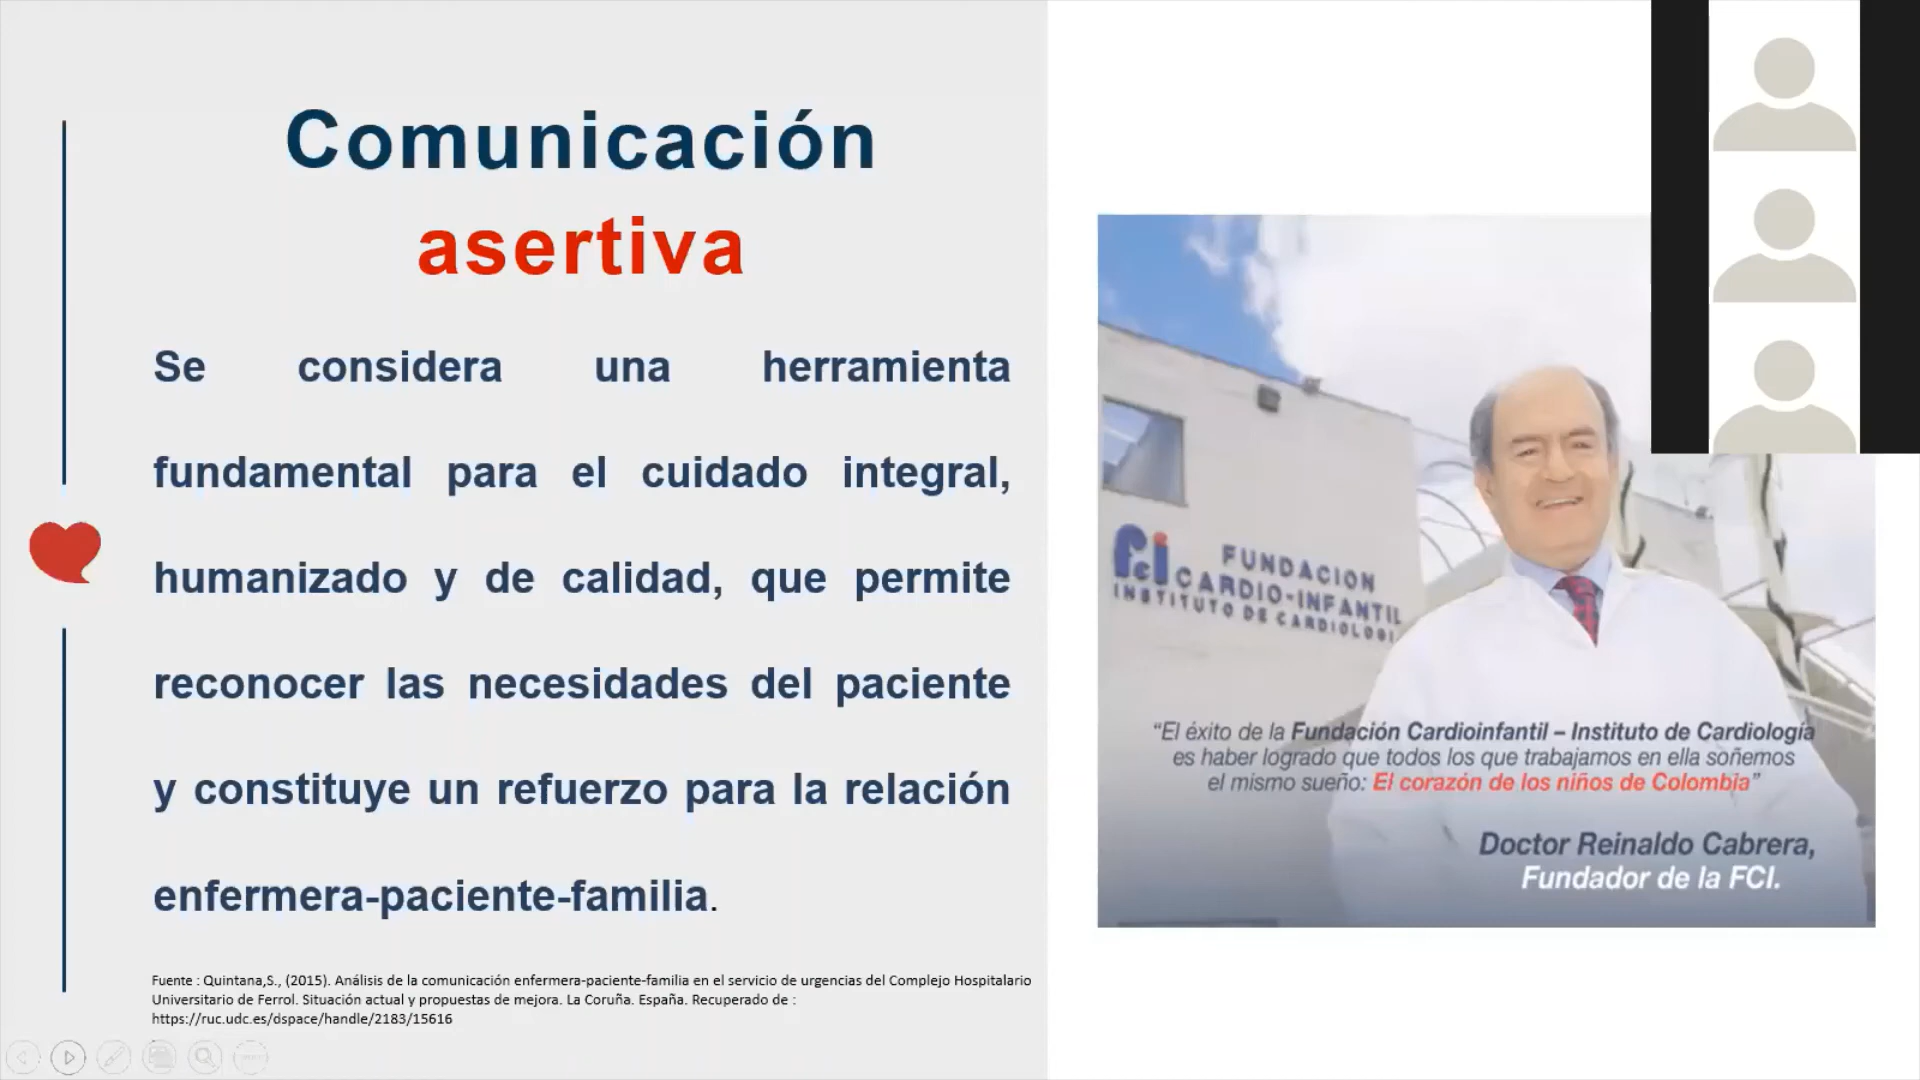 Comunicación
asertiva
Se considera una herramienta
fundamental para el cuidado integral,
humanizado y de calidad, que permite
reconocer las necesidades del paciente
y constituye un refuerzo para la relación
enfermera-paciente-familia.
Fuente : Quintana,S., (2015). Análisis de la comunicación enfermera-paciente-familia en el servicio de urgencias del Complejo Hospitalario
Universitario de Ferrol. Situación actual y propuestas de mejora. La Coruña. España. Recuperado de :
https://ruc.udc.es/dspace/handle/2183/15616
fci FUNDACION
CARDIO-INFANTIL
INSTITUTO DE CARDIOLOGI
“El éxito de la Fundación Cardioinfantil – Instituto de Cardiología
es haber logrado que todos los que trabajamos en ella soñemos
el mismo sueño: El corazón de los niños de Colombia”
Doctor Reinaldo Cabrera,
Fundador de la FCI.